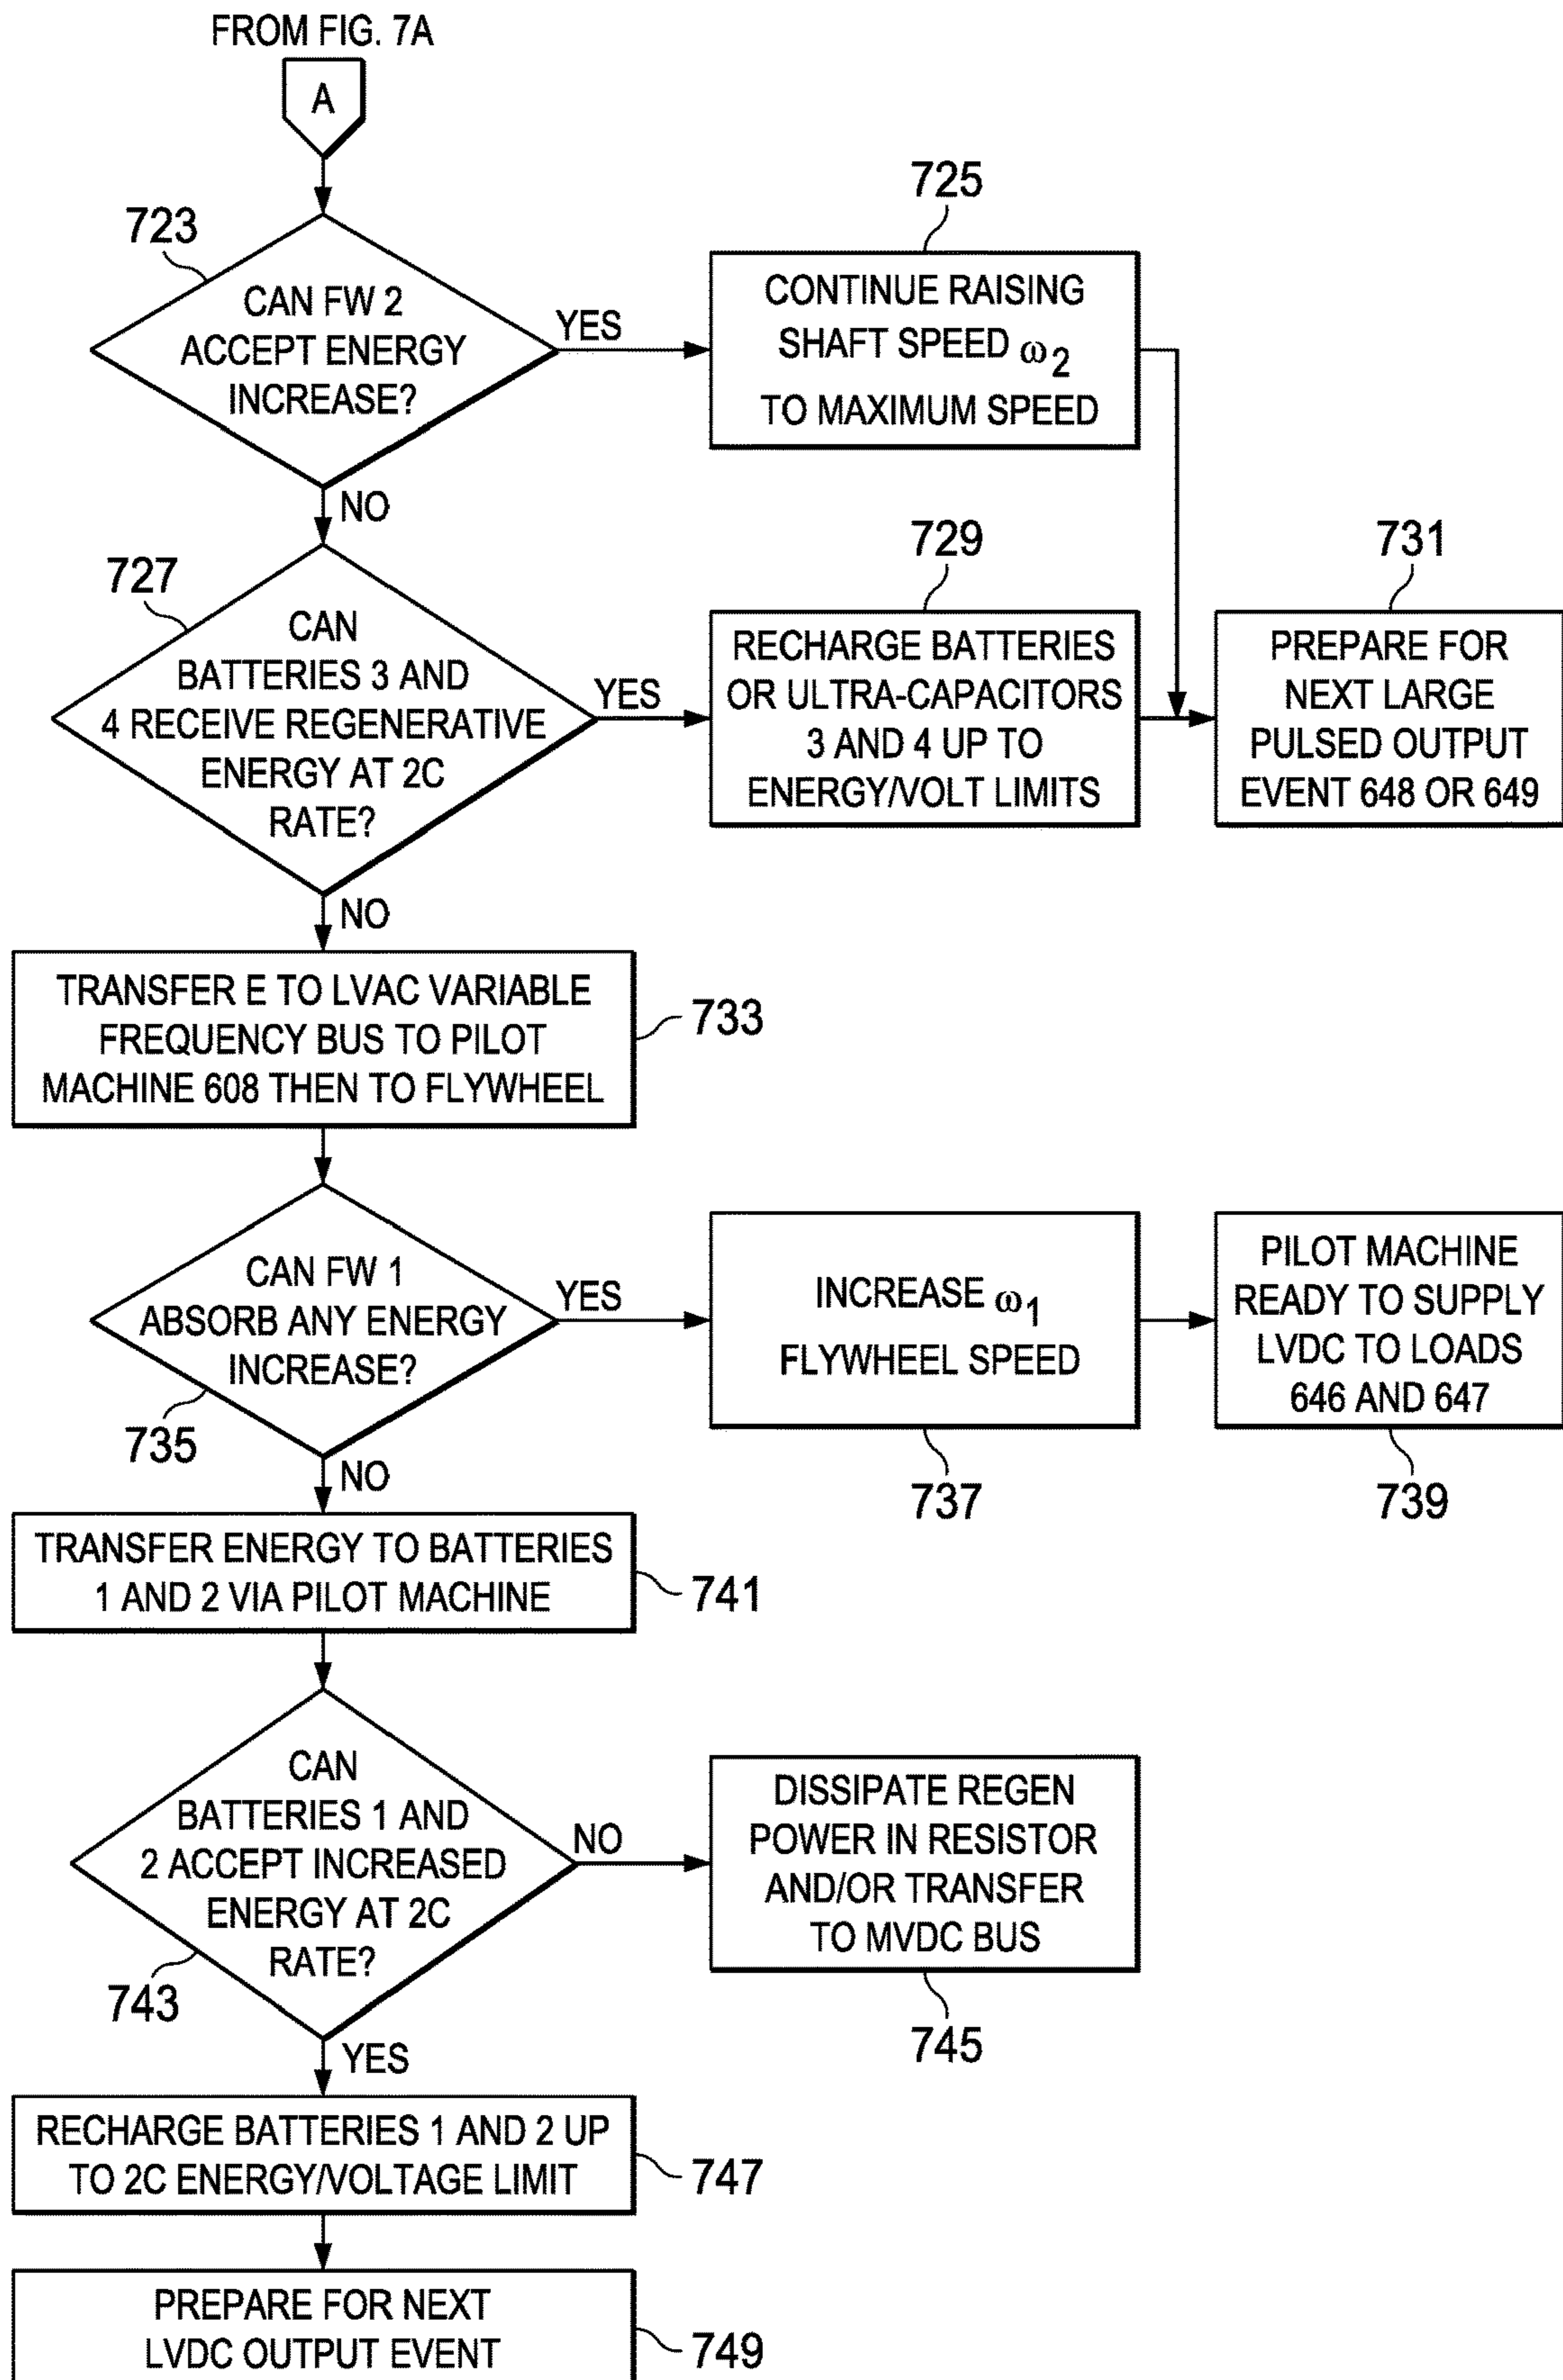 FROM FIG. 7A
A
723
CAN FW 2
ACCEPT ENERGY
INCREASE?
YES
NO
725
CONTINUE RAISING
SHAFT SPEED ω2
TO MAXIMUM SPEED
727
CAN
BATTERIES 3 AND
4 RECEIVE REGENERATIVE
ENERGY AT 2C
RATE?
YES
NO
729
RECHARGE BATTERIES
OR ULTRA-CAPACITORS
3 AND 4 UP TO
ENERGY/VOLT LIMITS
731
PREPARE FOR
NEXT LARGE
PULSED OUTPUT
EVENT 648 OR 649
TRANSFER E TO LVAC VARIABLE
FREQUENCY BUS TO PILOT
MACHINE 608 THEN TO FLYWHEEL
733
CAN FW 1
ABSORB ANY ENERGY
INCREASE?
735
YES
NO
INCREASE ω1
FLYWHEEL SPEED
737
PILOT MACHINE
READY TO SUPPLY
LVDC TO LOADS
646 AND 647
739
TRANSFER ENERGY TO BATTERIES
1 AND 2 VIA PILOT MACHINE
741
CAN
BATTERIES 1 AND
2 ACCEPT INCREASED
ENERGY AT 2C
RATE?
743
NO
YES
DISSIPATE REGEN
POWER IN RESISTOR
AND/OR TRANSFER
TO MVDC BUS
745
RECHARGE BATTERIES 1 AND 2 UP
TO 2C ENERGY/VOLTAGE LIMIT
747
PREPARE FOR NEXT
LVDC OUTPUT EVENT
749